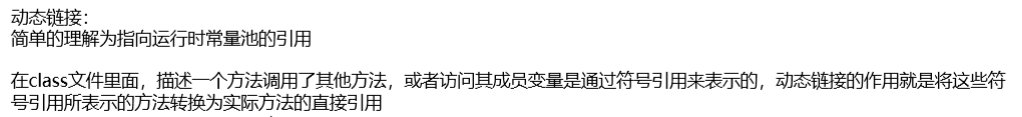 动态链接：
简单的理解为指向运行时常量池的引用
在class文件里面，描述一个方法调用了其他方法，或者访问其成员变量是通过符号引用来表示的，动态链接的作用就是将这些符
号引用所表示的方法转换为实际方法的直接引用